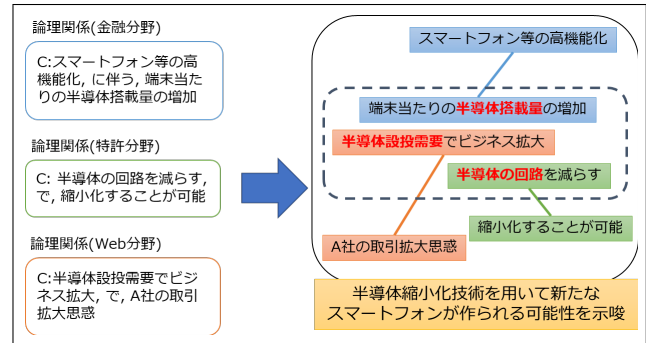 論理関係(金融分野)
C:スマートフォン等の高
機能化, に伴う, 端末当た
りの半導体搭載量の増加
論理関係(特許分野)
C: 半導体の回路を減らす,
で, 縮小化することが可能
論理関係(Web分野)
C:半導体設投需要でビジ
ネス拡大, で, A社の取引
拡大思惑
スマートフォン等の高機能化
端末当たりの半導体搭載量の増加
半導体設投需要でビジネス拡大
半導体の回路を減らす
縮小化することが可能
A社の取引拡大思惑
半導体縮小化技術を用いて新たな
スマートフォンが作られる可能性を示唆